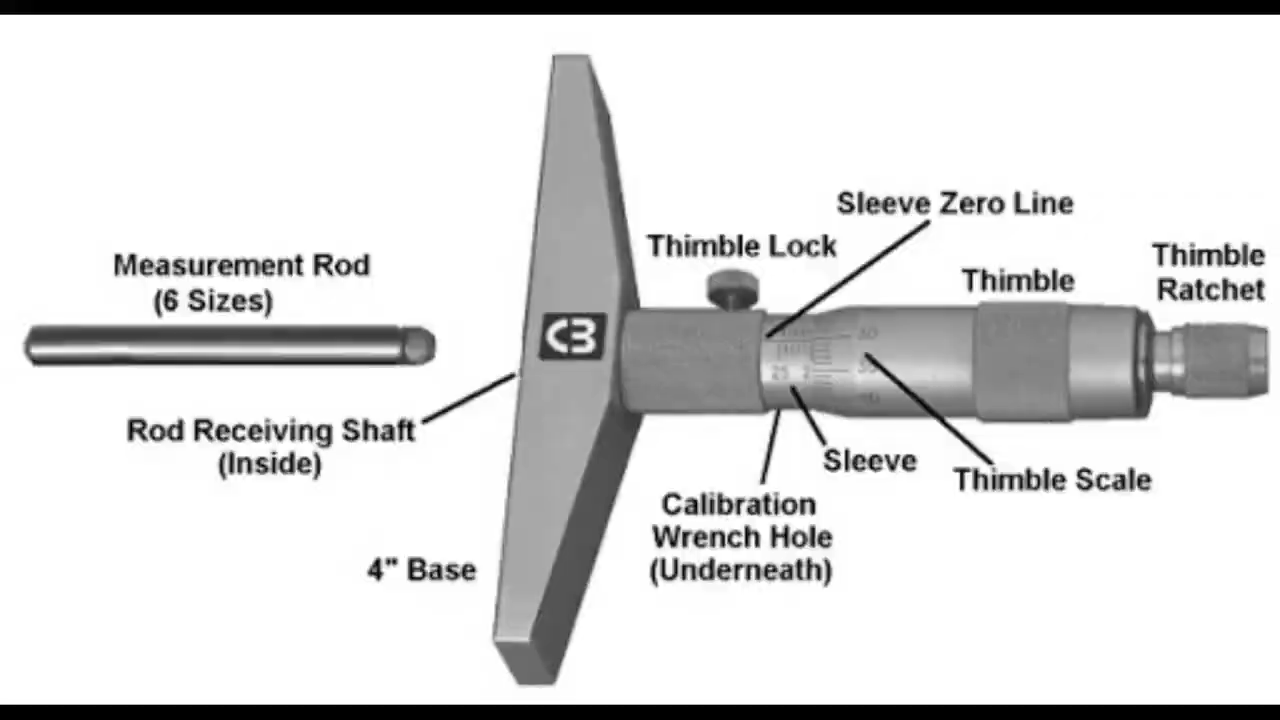 Sleeve Zero Line
Thimble Lock
Thimble
Ratchet
Thimble
Measurement Rod
(6 Sizes)
CB
Rod Receiving Shaft
(Inside)
Sleeve
Thimble Scale
Calibration
Wrench Hole
(Underneath)
4" Base